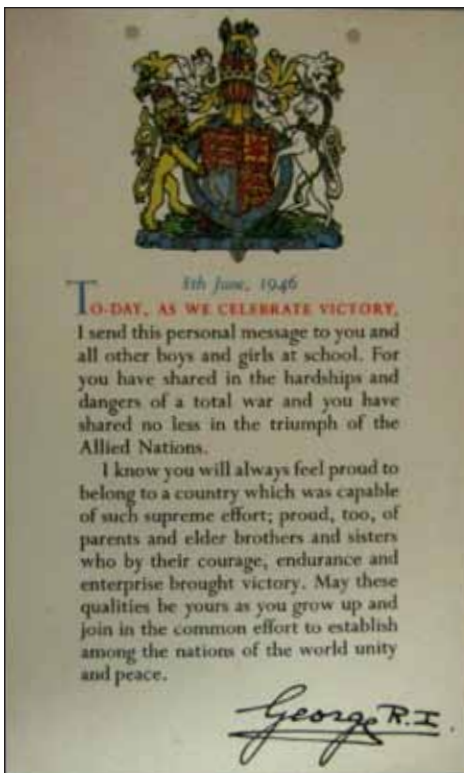 8th June, 1946
TO-DAY, AS WE CELEBRATE VICTORY,
I send this personal message to you and
all other boys and girls at school. For
you have shared in the hardships and
dangers of a total war and you have
shared no less in the triumph of the
Allied Nations.
I know you will always feel proud to
belong to a country which was capable
of such supreme effort; proud, too, of
parents and elder brothers and sisters
who by their courage, endurance and
enterprise brought victory. May these
qualities be yours as you grow up and
join in the common effort to establish
among the nations of the world unity
and peace.
George R.I.